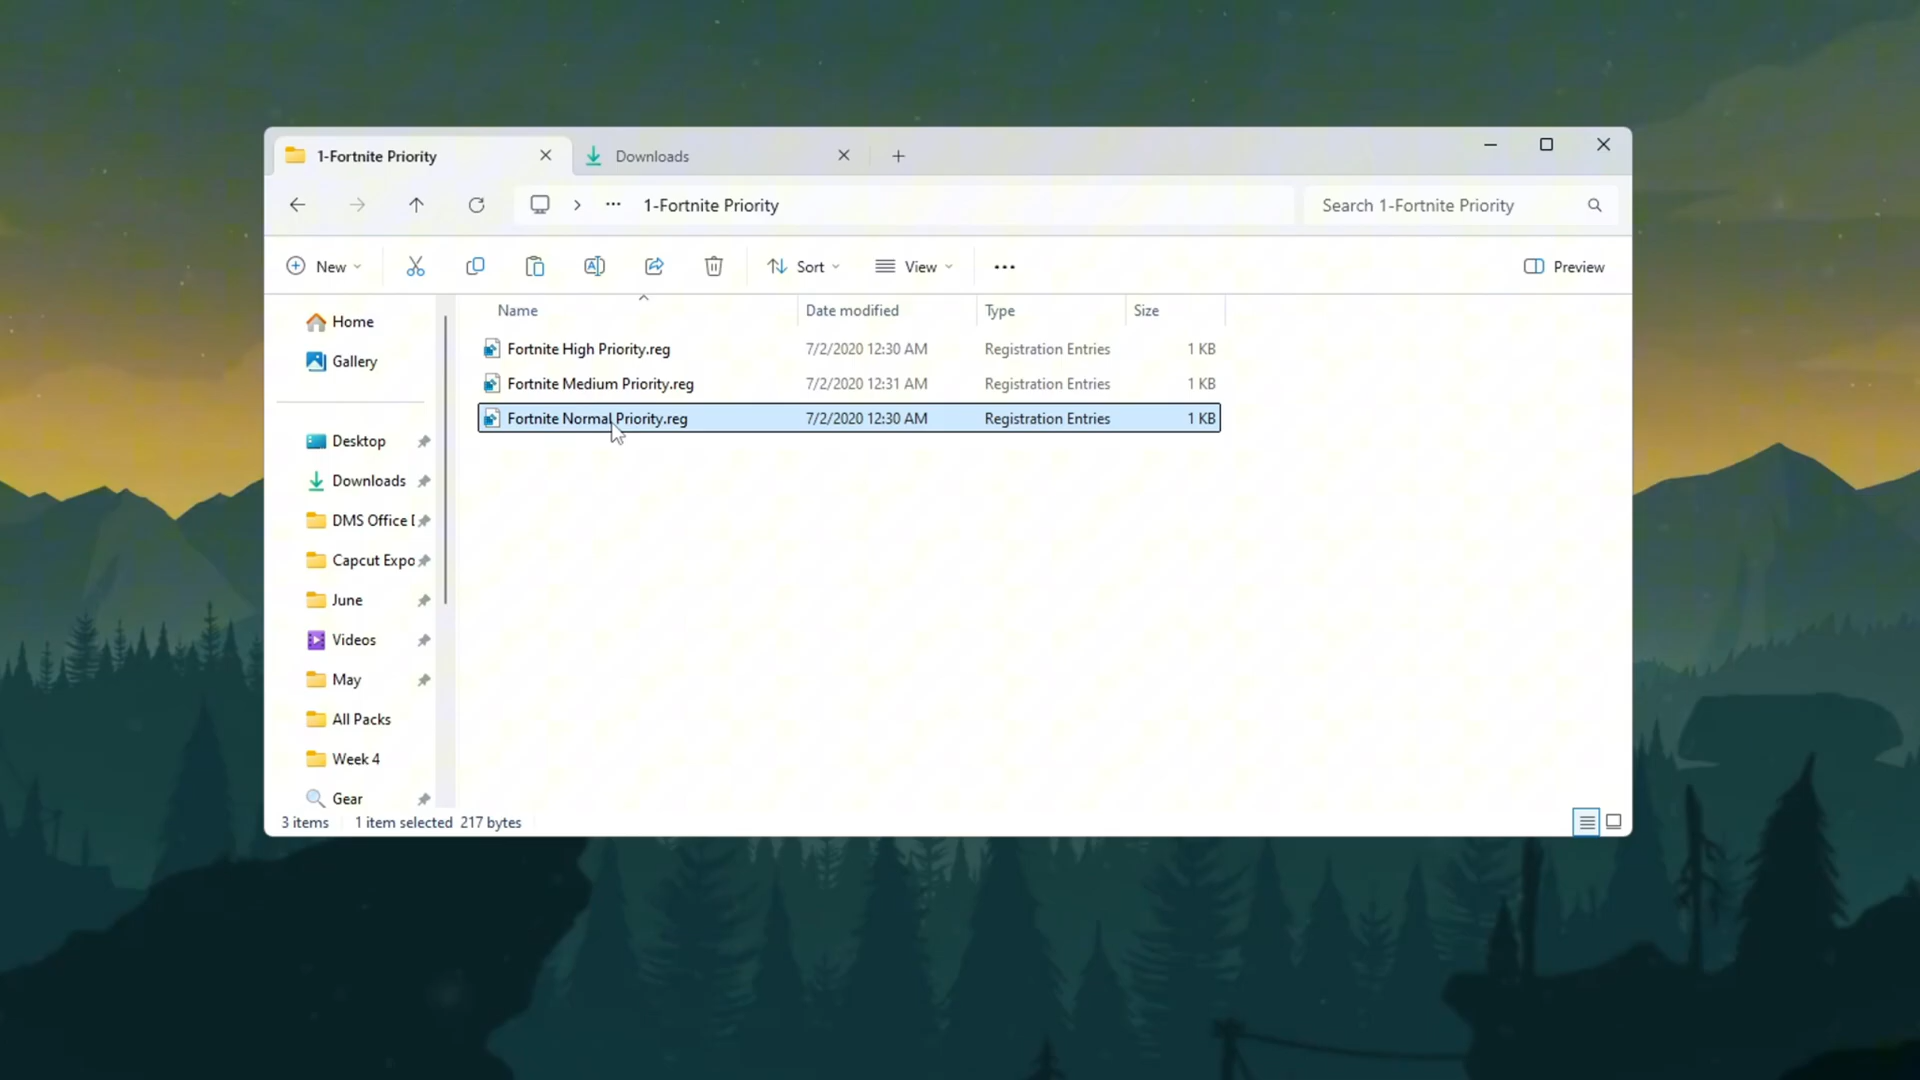 1-Fortnite Priority
Downloads
1-Fortnite Priority
Search 1-Fortnite Priority
New
Sort
View
Preview
Name Date modified Type Size
Home
Gallery
Fortnite High Priority.reg 7/2/2020 12:30 AM Registration Entries 1 KB
Fortnite Medium Priority.reg 7/2/2020 12:31 AM Registration Entries 1 KB
Fortnite Normal Priority.reg 7/2/2020 12:30 AM Registration Entries 1 KB
Desktop
Downloads
DMS Office [
Capcut Expo
June
Videos
May
All Packs
Week 4
Gear
3 items 1 item selected 217 bytes